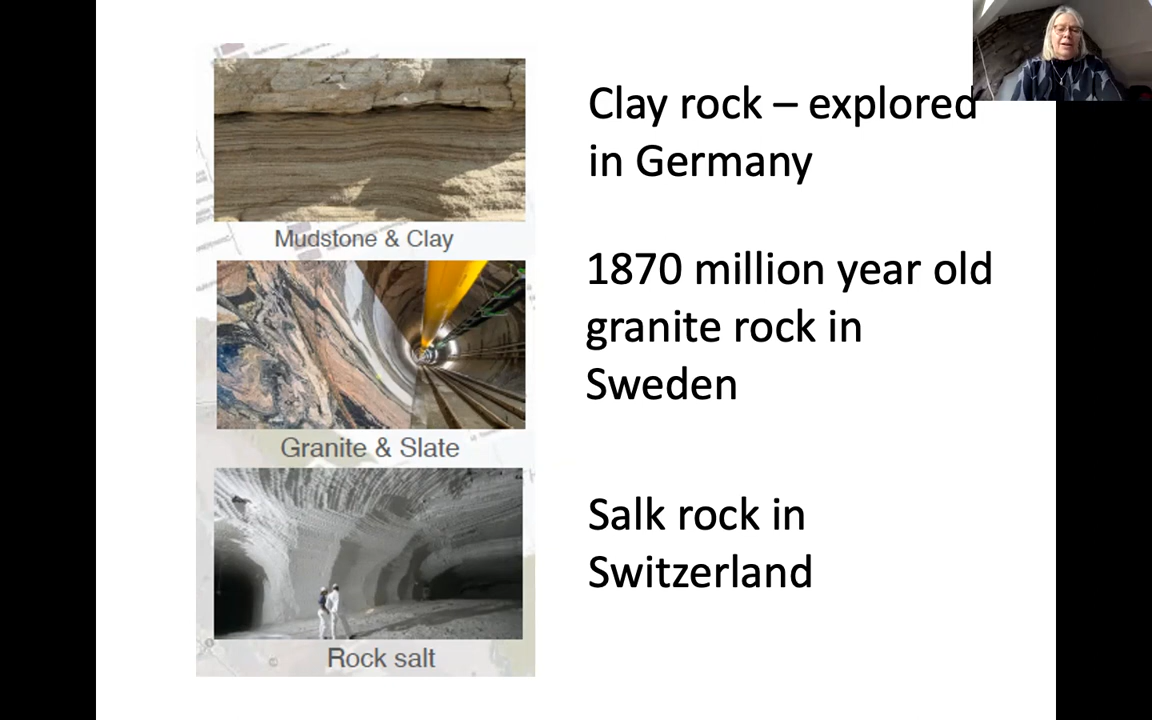 Clay rock – explored
in Germany
Mudstone & Clay
1870 million year old
granite rock in
Sweden
Granite & Slate
Salk rock in
Switzerland
Rock salt